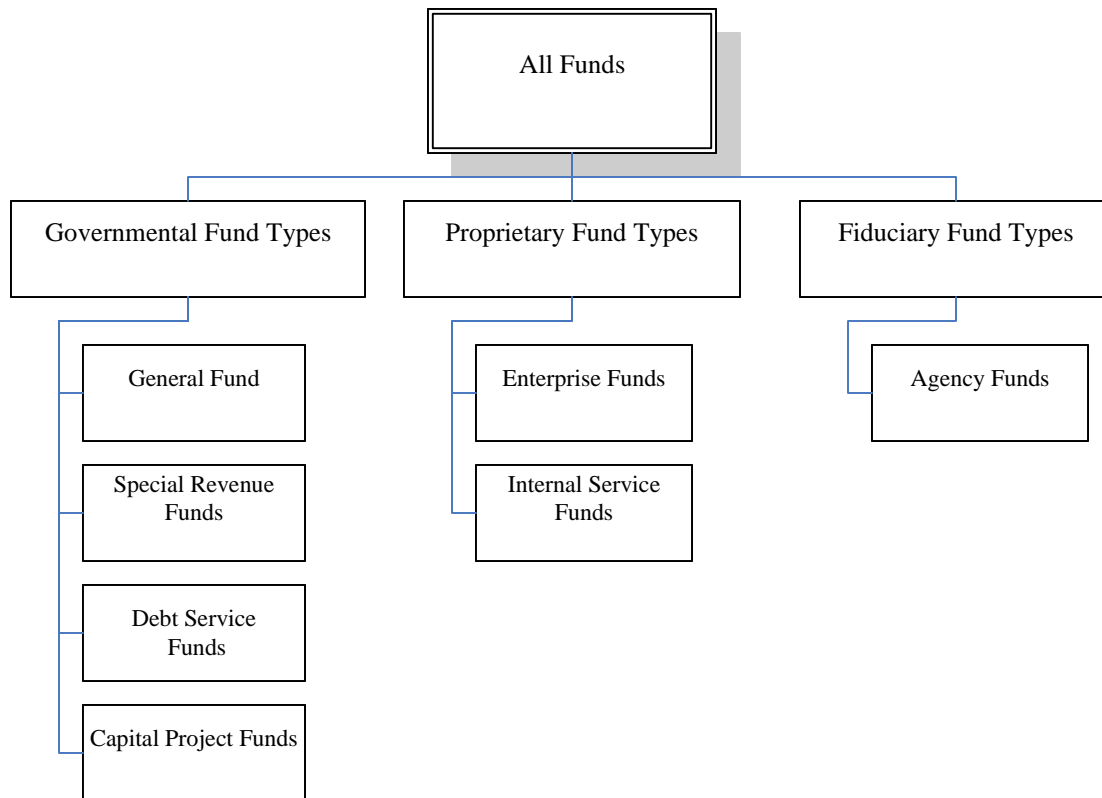 All Funds
Governmental Fund Types
Proprietary Fund Types
Fiduciary Fund Types
General Fund
Special Revenue
Funds
Debt Service
Funds
Capital Project Funds
Enterprise Funds
Internal Service
Funds
Agency Funds